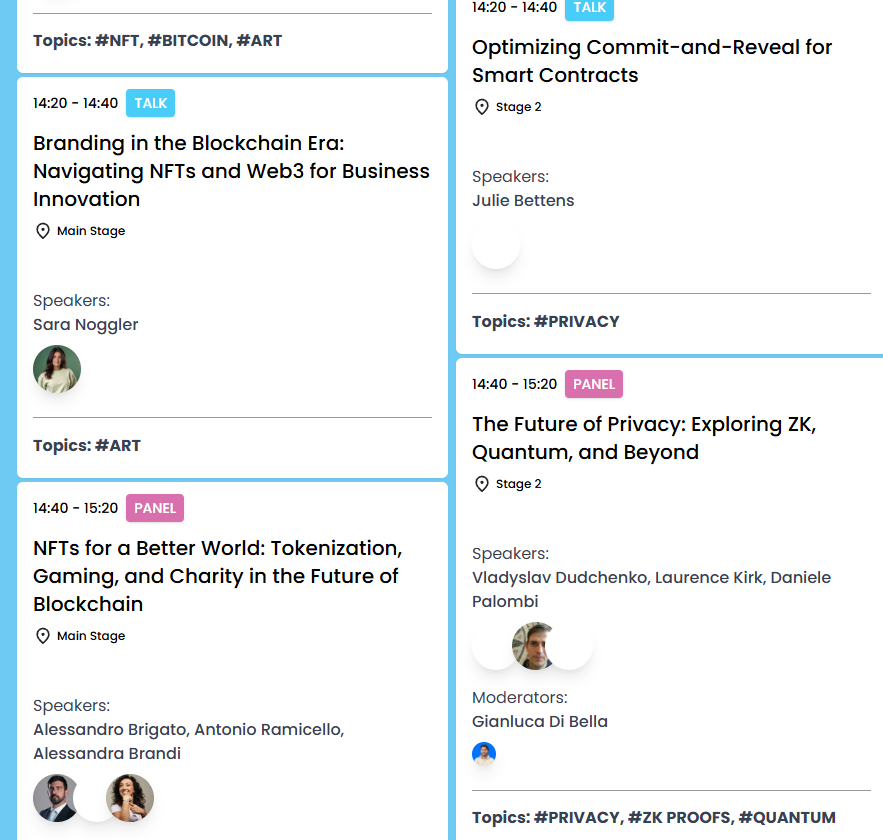 Topics: #NFT, #BITCOIN, #ART
14:20 - 14:40 TALK
Branding in the Blockchain Era:
Navigating NFTs and Web3 for Business
Innovation
Main Stage
Speakers:
Sara Noggler
Topics: #ART
14:40 - 15:20 PANEL
NFTs for a Better World: Tokenization,
Gaming, and Charity in the Future of
Blockchain
Main Stage
Speakers:
Alessandro Brigato, Antonio Ramicello,
Alessandra Brandi
14:20 - 14:40 TALK
Optimizing Commit-and-Reveal for
Smart Contracts
Stage 2
Speakers:
Julie Bettens
Topics: #PRIVACY
14:40 - 15:20 PANEL
The Future of Privacy: Exploring ZK,
Quantum, and Beyond
Stage 2
Speakers:
Vladyslav Dudchenko, Laurence Kirk, Daniele
Palombi
Moderators:
Gianluca Di Bella
Topics: #PRIVACY, #ZK PROOFS, #QUANTUM